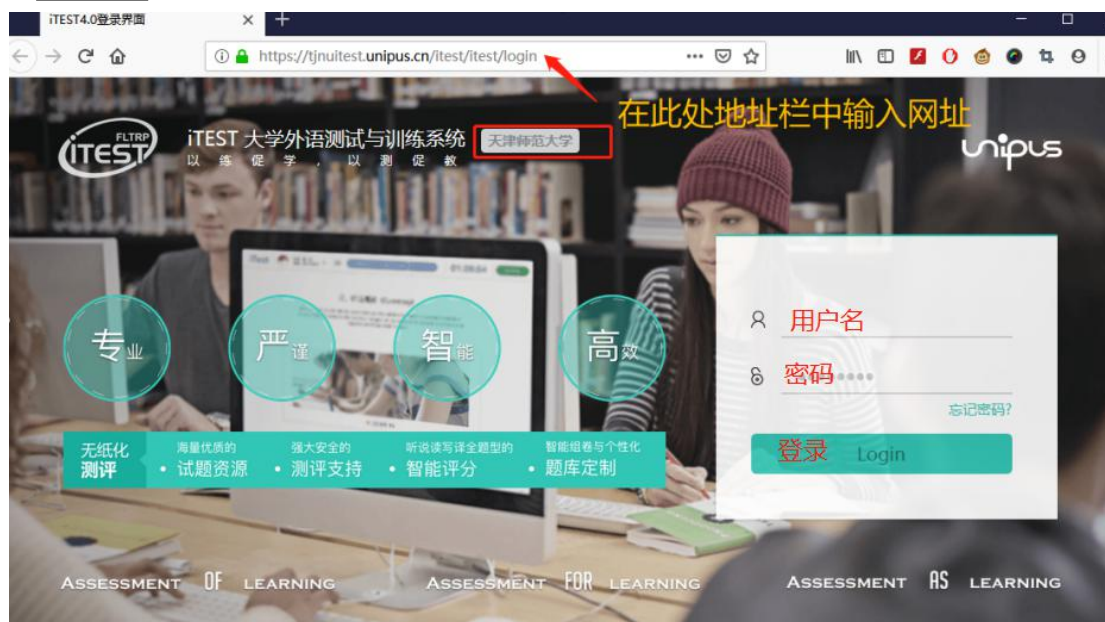 iTEST4.0登录界面
https://tjnuitest.unipus.cn/itest/itest/login
在此处地址栏中输入网址
FLTRP
iTEST
iTEST 大学外语测试与训练系统 天津师范大学
以练促学,以测促教
unipus
用户名
专业 严谨 智能 高效
密码
忘记密码?
登录 Login
无纸化 海量优质的 强大安全的 听说读写译全题型的 智能组卷与个性化
测评 • 试题资源 • 测评支持 • 智能评分 • 题库定制
ASSESSMENT OF LEARNING ASSESSMENT FOR LEARNING ASSESSMENT AS LEARNING